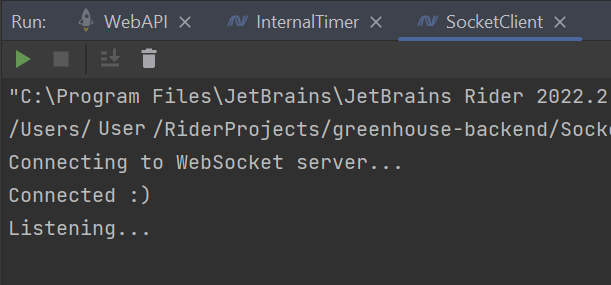 Run: WebAPI × InternalTimer × SocketClient ×
"C:\Program Files\JetBrains\JetBrains Rider 2022.2
/Users/ User /RiderProjects/greenhouse-backend/Socke
Connecting to WebSocket server...
Connected :)
Listening...